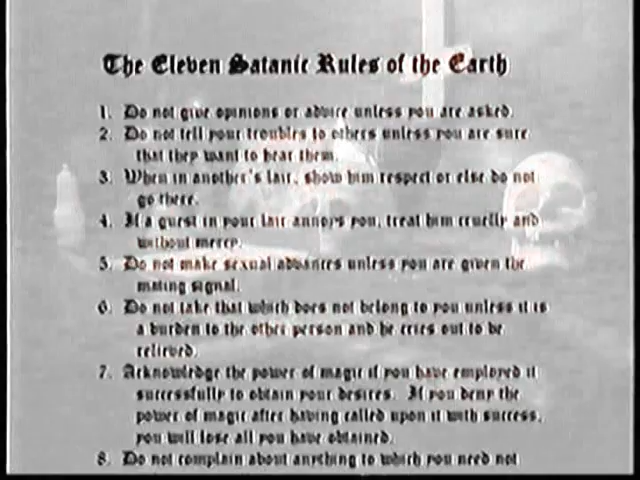 The Eleven Satanic Rules of the Earth
1. Do not give opinions or advice unless you are asked.
2. Do not tell your troubles to others unless you are sure
that they want to hear them.
3. When in another's lair, show him respect or else do not
go there.
4. If a guest in your lair annoys you, treat him cruelly and
without mercy.
5. Do not make sexual advances unless you are given the
mating signal.
6. Do not take that which does not belong to you unless it is
a burden to the other person and he cries out to be
relieved.
7. Acknowledge the power of magic if you have employed it
successfully to obtain your desires. If you deny the
power of magic after having called upon it with success,
you will lose all you have obtained.
8. Do not complain about anything to which you need not